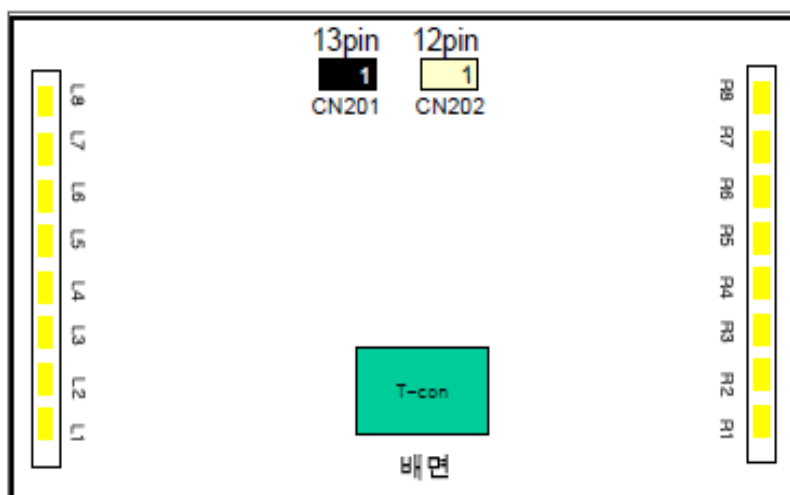 13pin 12pin
1 1
CN201 CN202
L8 R8
L7 R7
L6 R6
L5 R5
L4 R4
L3 R3
L2 R2
L1 R1
T-con
배면